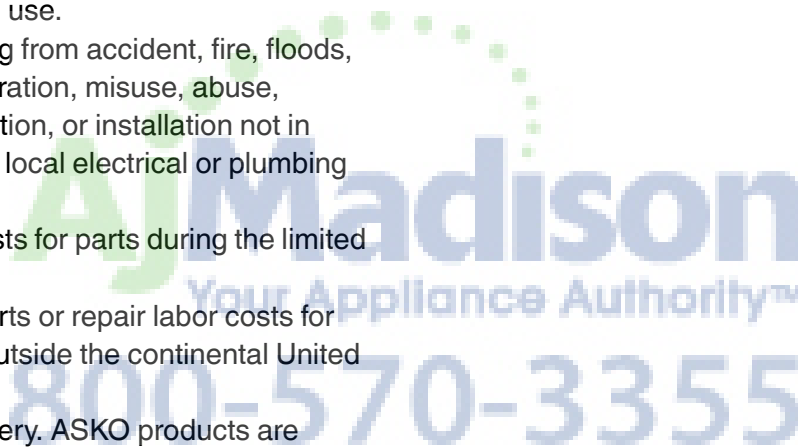 use.
g from accident, fire, floods,
ration, misuse, abuse,
tion, or installation not in
local electrical or plumbing
sts for parts during the limited
rts or repair labor costs for
utside the continental United
ery. ASKO products are
AjMadison
Your Appliance Authority™
800-570-3355